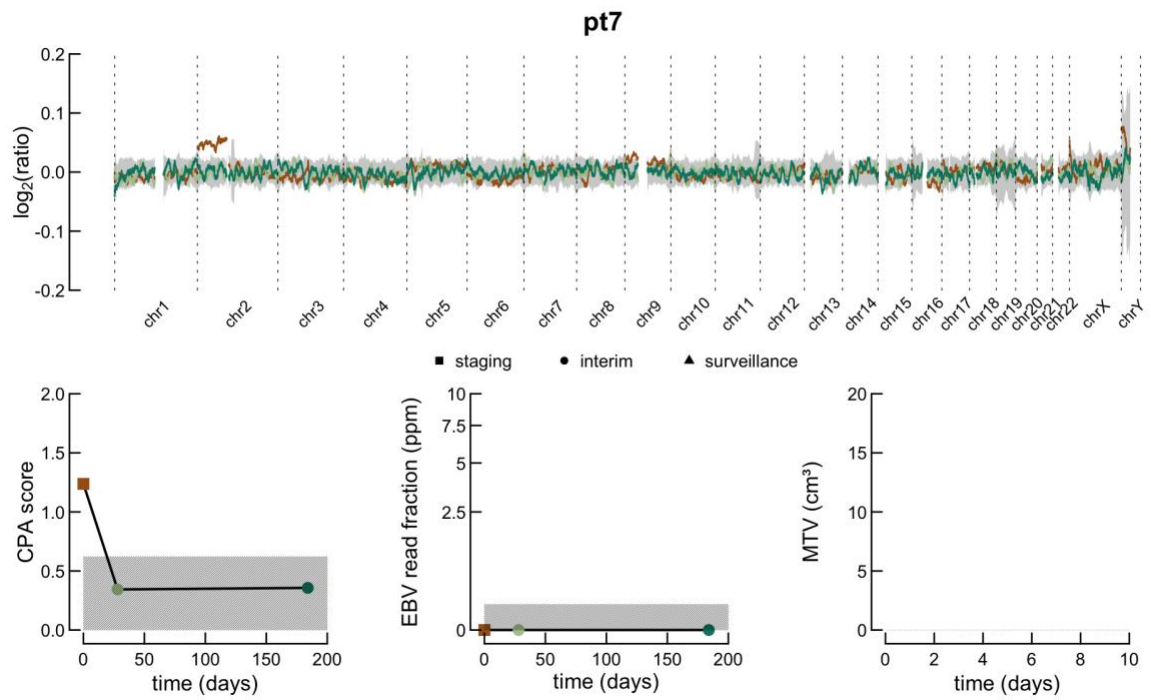 pt7
0.2
0.1
0.0
-0.1
-0.2
log₂(ratio)
chr1 chr2 chr3 chr4 chr5 chr6 chr7 chr8 chr9 chr10 chr11 chr12 chr13 chr14 chr15 chr16 chr17 chr18 chr19 chr20 chr21 chr22 chrX chrY
staging interim surveillance
2.0
1.5
1.0
0.5
0.0
CPA score
0 50 100 150 200
time (days)
10
7.5
5
2.5
0
EBV read fraction (ppm)
0 50 100 150 200
time (days)
20
15
10
5
0
MTV (cm³)
0 2 4 6 8 10
time (days)